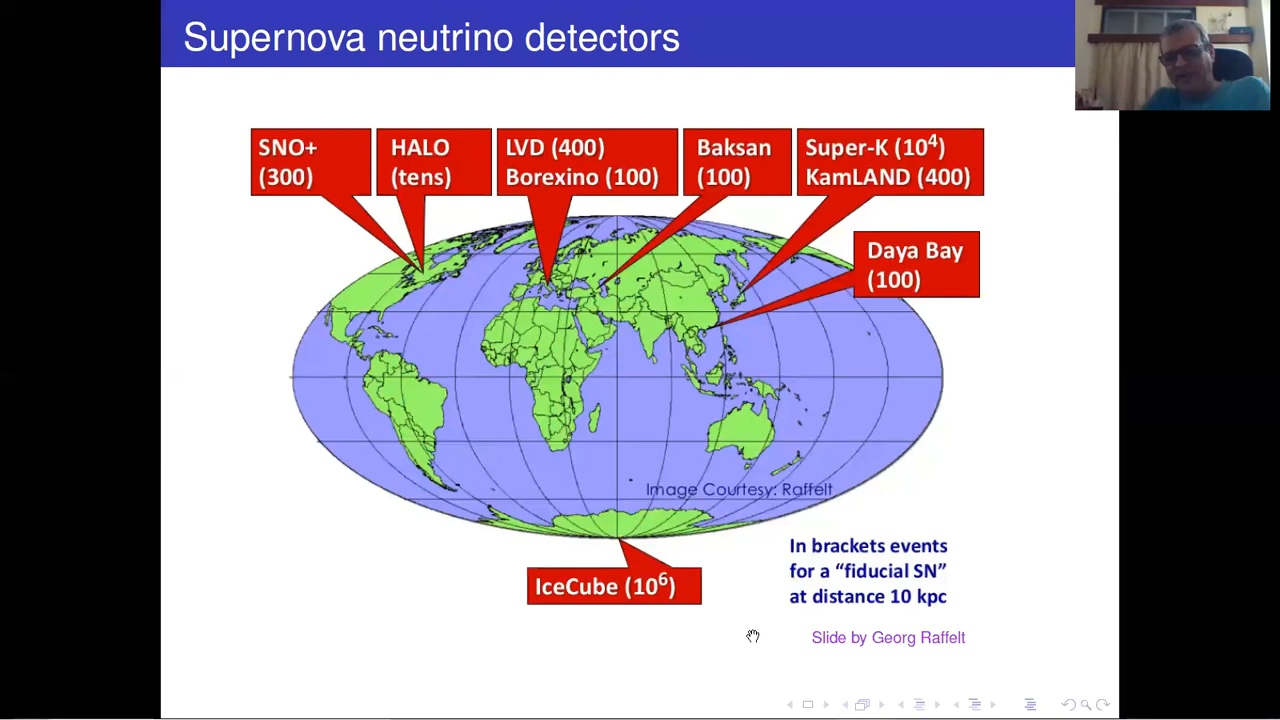 Supernova neutrino detectors
SNO+
(300)
HALO
(tens)
LVD (400)
Borexino (100)
Baksan
(100)
Super-K (10⁴)
KamLAND (400)
Daya Bay
(100)
Image Courtesy: Raffelt
IceCube (10⁶)
In brackets events
for a “fiducial SN”
at distance 10 kpc
Slide by Georg Raffelt